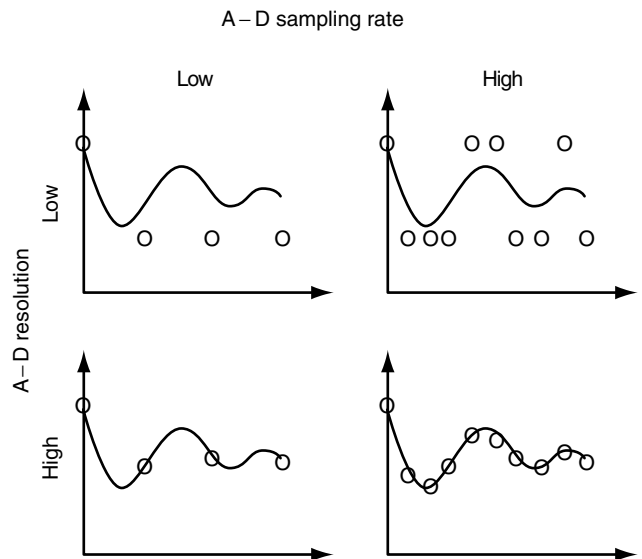 A – D sampling rate
Low
High
Low
A – D resolution
High